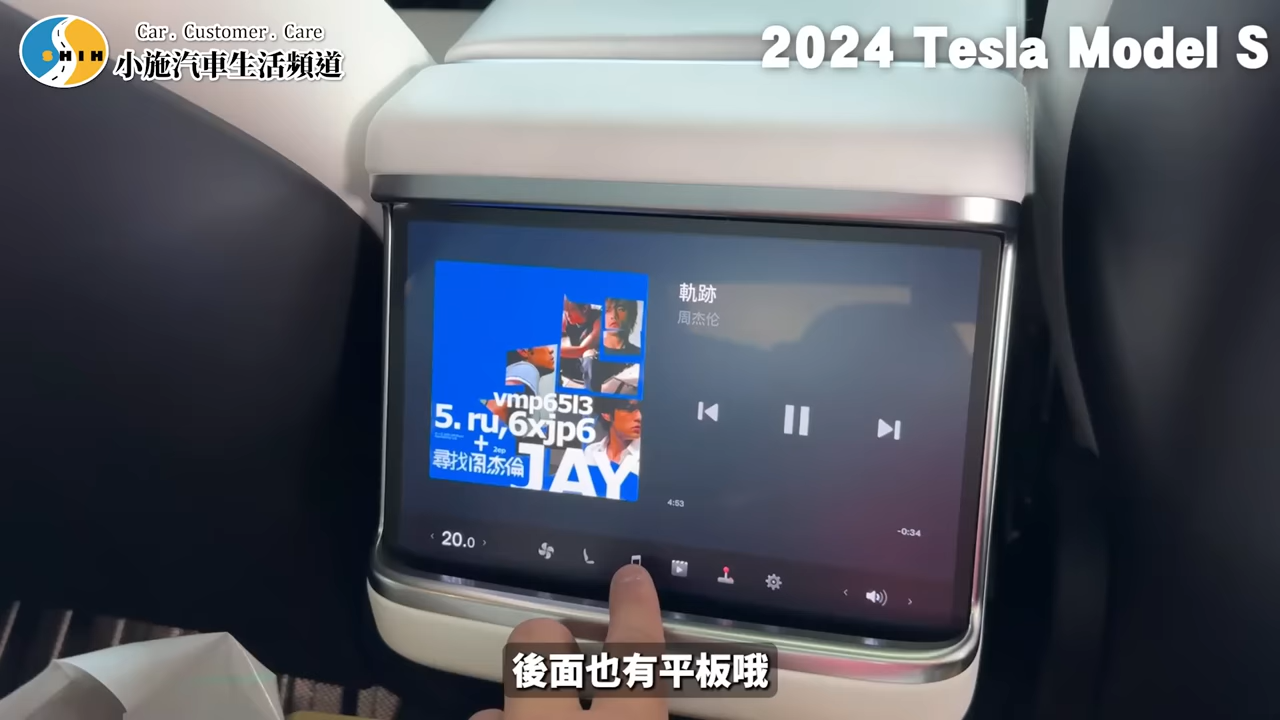 Car. Customer. Care
SHIH
小施汽車生活頻道
2024 Tesla Model S
軌跡
周杰伦
vmp65l3
5. ru,6xjp6
+
2ep
尋找周杰倫
JAY
4:53
-0:34
20.0
後面也有平板哦